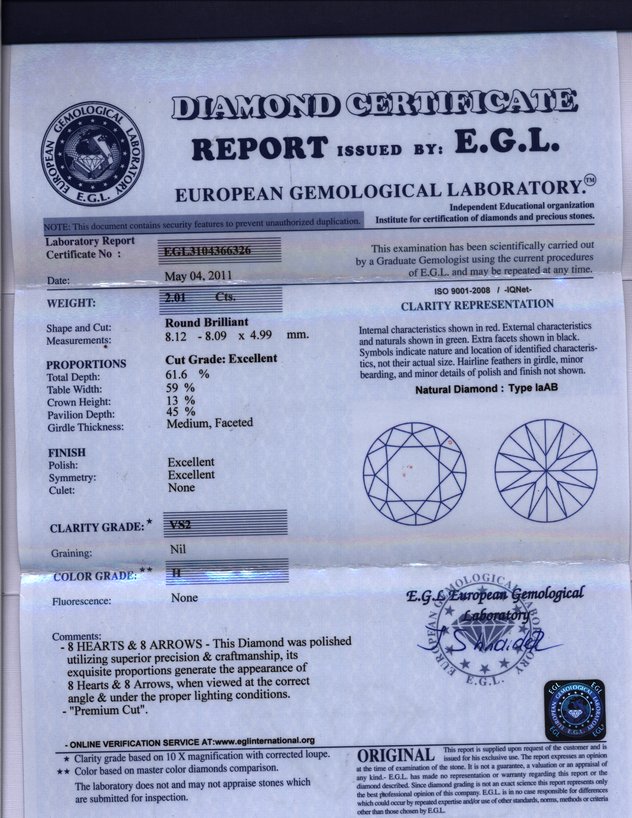 DIAMOND CERTIFICATE
REPORT ISSUED BY: E.G.L.
EUROPEAN GEMOLOGICAL LABORATORY.™
EUROPEAN GEMOLOGICAL LABORATORY
E.G.L.
Independent Educational organization
Institute for certification of diamonds and precious stones.
NOTE: This document contains security features to prevent unauthorized duplication.
Laboratory Report
Certificate No : EGL3104366326
Date: May 04, 2011
WEIGHT: 2.01 Cts.
Shape and Cut: Round Brilliant
Measurements: 8.12 - 8.09 x 4.99 mm.
PROPORTIONS Cut Grade: Excellent
Total Depth: 61.6 %
Table Width: 59 %
Crown Height: 13 %
Pavilion Depth: 45 %
Girdle Thickness: Medium, Faceted
FINISH
Polish: Excellent
Symmetry: Excellent
Culet: None
CLARITY GRADE:* VS2
Graining: Nil
COLOR GRADE:** H
Fluorescence: None
Comments:
- 8 HEARTS & 8 ARROWS - This Diamond was polished
utilizing superior precision & craftmanship, its
exquisite proportions generate the appearance of
8 Hearts & 8 Arrows, when viewed at the correct
angle & under the proper lighting conditions.
- "Premium Cut".
- ONLINE VERIFICATION SERVICE AT:www.eglinternational.org
* Clarity grade based on 10 X magnification with corrected loupe.
** Color based on master color diamonds comparison.
The laboratory does not and may not appraise stones which
are submitted for inspection.
This examination has been scientifically carried out
by a Graduate Gemologist using the current procedures
of E.G.L. and may be repeated at any time.
ISO 9001-2008 / -IQNet-
CLARITY REPRESENTATION
Internal characteristics shown in red. External characteristics
and naturals shown in green. Extra facets shown in black.
Symbols indicate nature and location of identified characteris-
tics, not their actual size. Hairline feathers in girdle, minor
bearding, and minor details of polish and finish not shown.
Natural Diamond : Type IaAB
E.G.L European Gemological
Laboratory
E.G.L.
EGL
EGL
EUROPEAN GEMOLOGICAL LABORATORY
E.G.L.
EGL
EGL
ORIGINAL
This report is supplied upon request of the customer and is
issued for his exclusive use. The report expresses an opinion
at the time of examination. It is not a guarantee, a valuation or an appraisal of
any kind.- E.G.L. has made no representation or warranty regarding this report or the
diamond described. Since diamond grading is not an exact science this report represents only
the best professional opinion of this company. E.G.L. is in no case responsible for differences
which could occur by repeated expertise and/or use of other standards, norms, methods or criteria
other than those chosen by E.G.L.